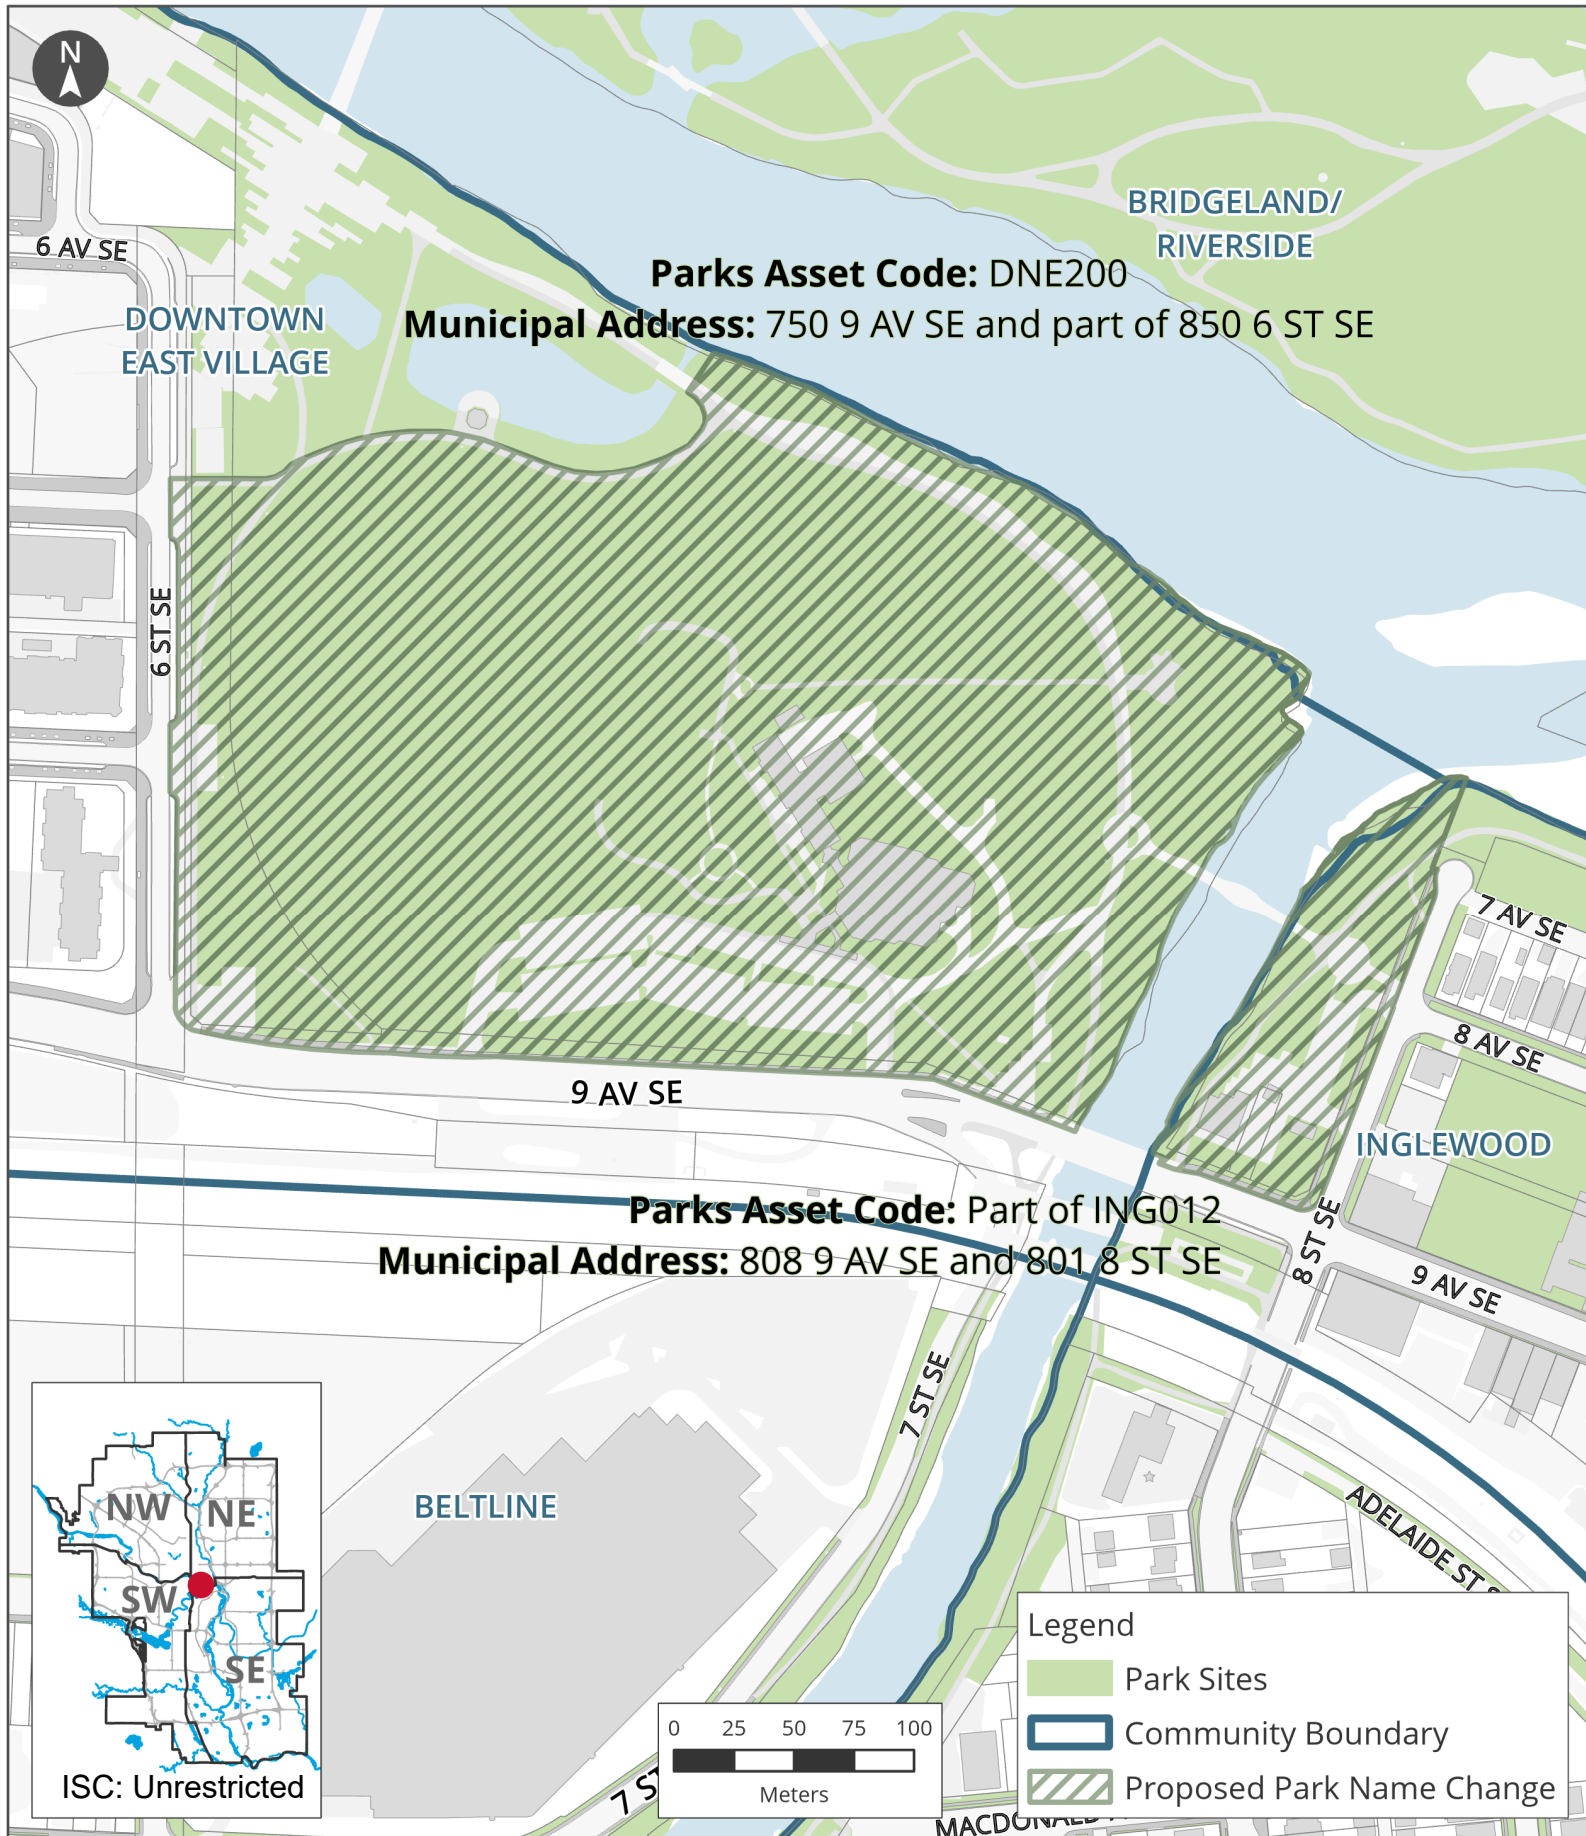 N
6 AV SE
BRIDGELAND/
RIVERSIDE
Parks Asset Code: DNE200
Municipal Address: 750 9 AV SE and part of 850 6 ST SE
DOWNTOWN
EAST VILLAGE
6 ST SE
7 AV SE
8 AV SE
9 AV SE
INGLEWOOD
Parks Asset Code: Part of ING012
Municipal Address: 808 9 AV SE and 801 8 ST SE
8 ST SE
9 AV SE
7 ST SE
BELTLINE
ADELAIDE ST S
NW
NE
SW
SE
ISC: Unrestricted
0 25 50 75 100
Meters
7 ST
MACDONALD
Legend
Park Sites
Community Boundary
Proposed Park Name Change